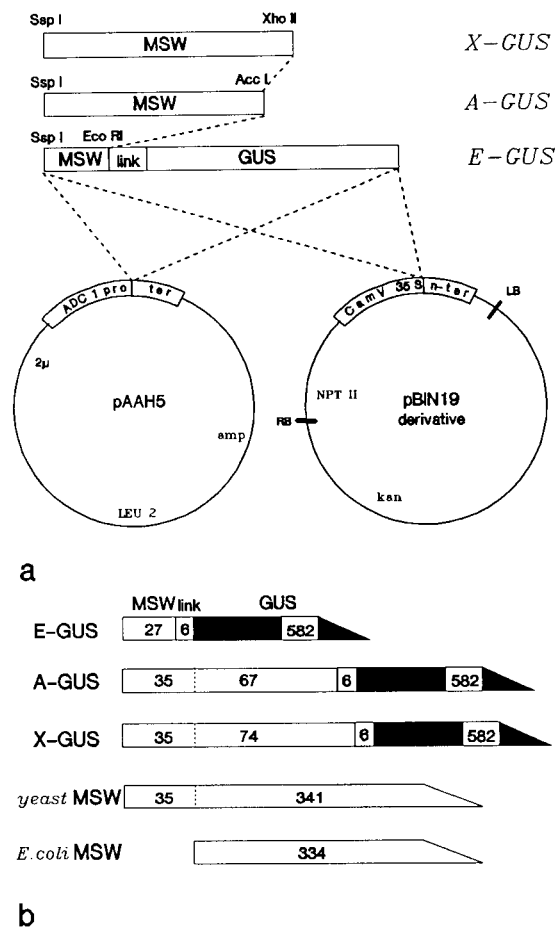 Ssp I Xho II
MSW X-GUS
Ssp I Acc I
MSW A-GUS
Ssp I Eco RI
MSW link GUS E-GUS
ADC 1 pro ter
CamV 35 S n-ter LB
2μ
pAAH5
amp
LEU 2
NPT II
pBIN19
derivative
RB
kan
a
MSW link GUS
E-GUS 27 6 582
A-GUS 35 67 6 582
X-GUS 35 74 6 582
yeast MSW 35 341
E.coli MSW 334
b